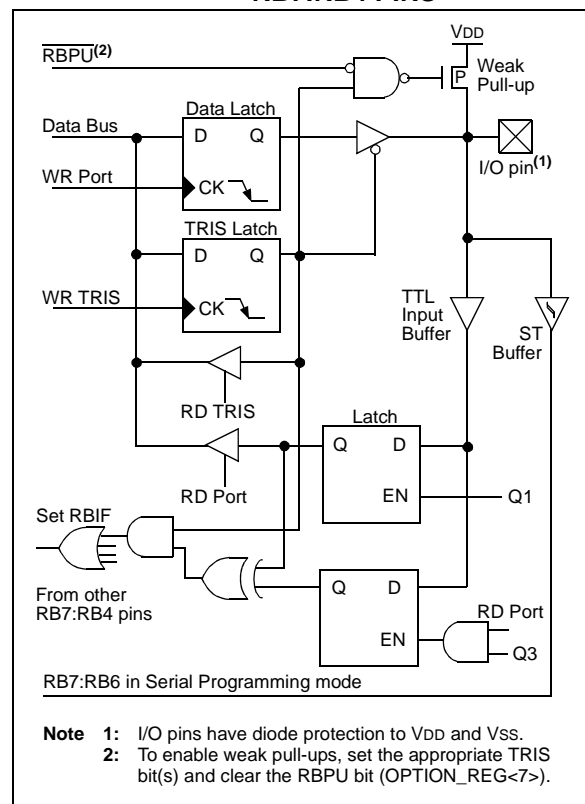 RBPU(2)
VDD
Weak
Pull-up
P
Data Latch
Data Bus
D
Q
I/O pin(1)
WR Port
CK
TRIS Latch
D
Q
WR TRIS
CK
TTL
Input
Buffer
ST
Buffer
RD TRIS
Latch
Q
D
RD Port
EN
Q1
Set RBIF
From other
RB7:RB4 pins
Q
D
RD Port
EN
Q3
RB7:RB6 in Serial Programming mode
Note 1: I/O pins have diode protection to VDD and VSS.
2: To enable weak pull-ups, set the appropriate TRIS
bit(s) and clear the RBPU bit (OPTION_REG<7>).